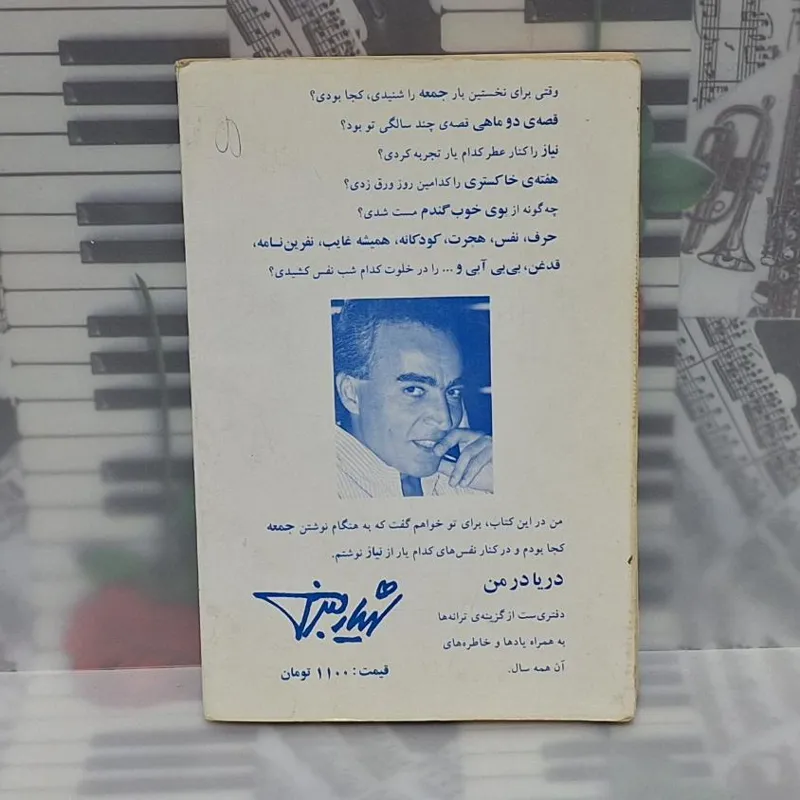 وقتی برای نخستین بار جمعه را شنیدی، کجا بودی؟
قصه‌ی دو ماهی قصه‌ی چند سالگی تو بود؟
نیاز را کنار عطر کدام یار تجربه کردی؟
هفته‌ی خاکستری را کدامین روز ورق زدی؟
چه‌گونه از بوی خوب گندم مست شدی؟
حرف، نفس، هجرت، کودکانه، همیشه غایب، نفرین‌نامه،
قدغن، بی‌بی آبی و ... را در خلوت کدام شب نفس کشیدی؟
من در این کتاب، برای تو خواهم گفت که به هنگام نوشتن جمعه
کجا بودم و در کنار نفس‌های کدام یار از نیاز نوشتم.
دریا در من
دفتری‌ست از گزینه‌ی ترانه‌ها
به همراه یادها و خاطره‌های
آن همه سال.
شهیار قنبری
قیمت: ۱۱۰۰ تومان